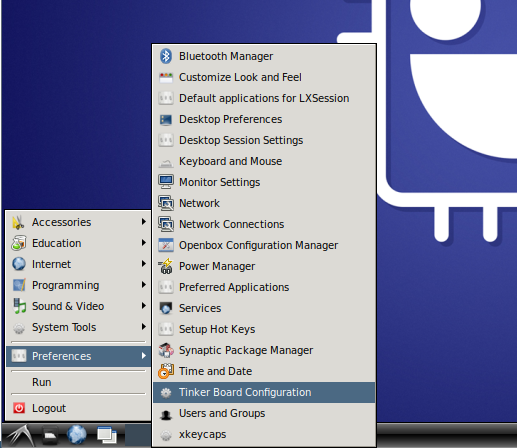 Bluetooth Manager
Customize Look and Feel
Default applications for LXSession
Desktop Preferences
Desktop Session Settings
Keyboard and Mouse
Monitor Settings
Network
Network Connections
Openbox Configuration Manager
Power Manager
Preferred Applications
Services
Setup Hot Keys
Synaptic Package Manager
Time and Date
Tinker Board Configuration
Users and Groups
xkeycaps
Accessories
Education
Internet
Programming
Sound & Video
System Tools
Preferences
Run
Logout